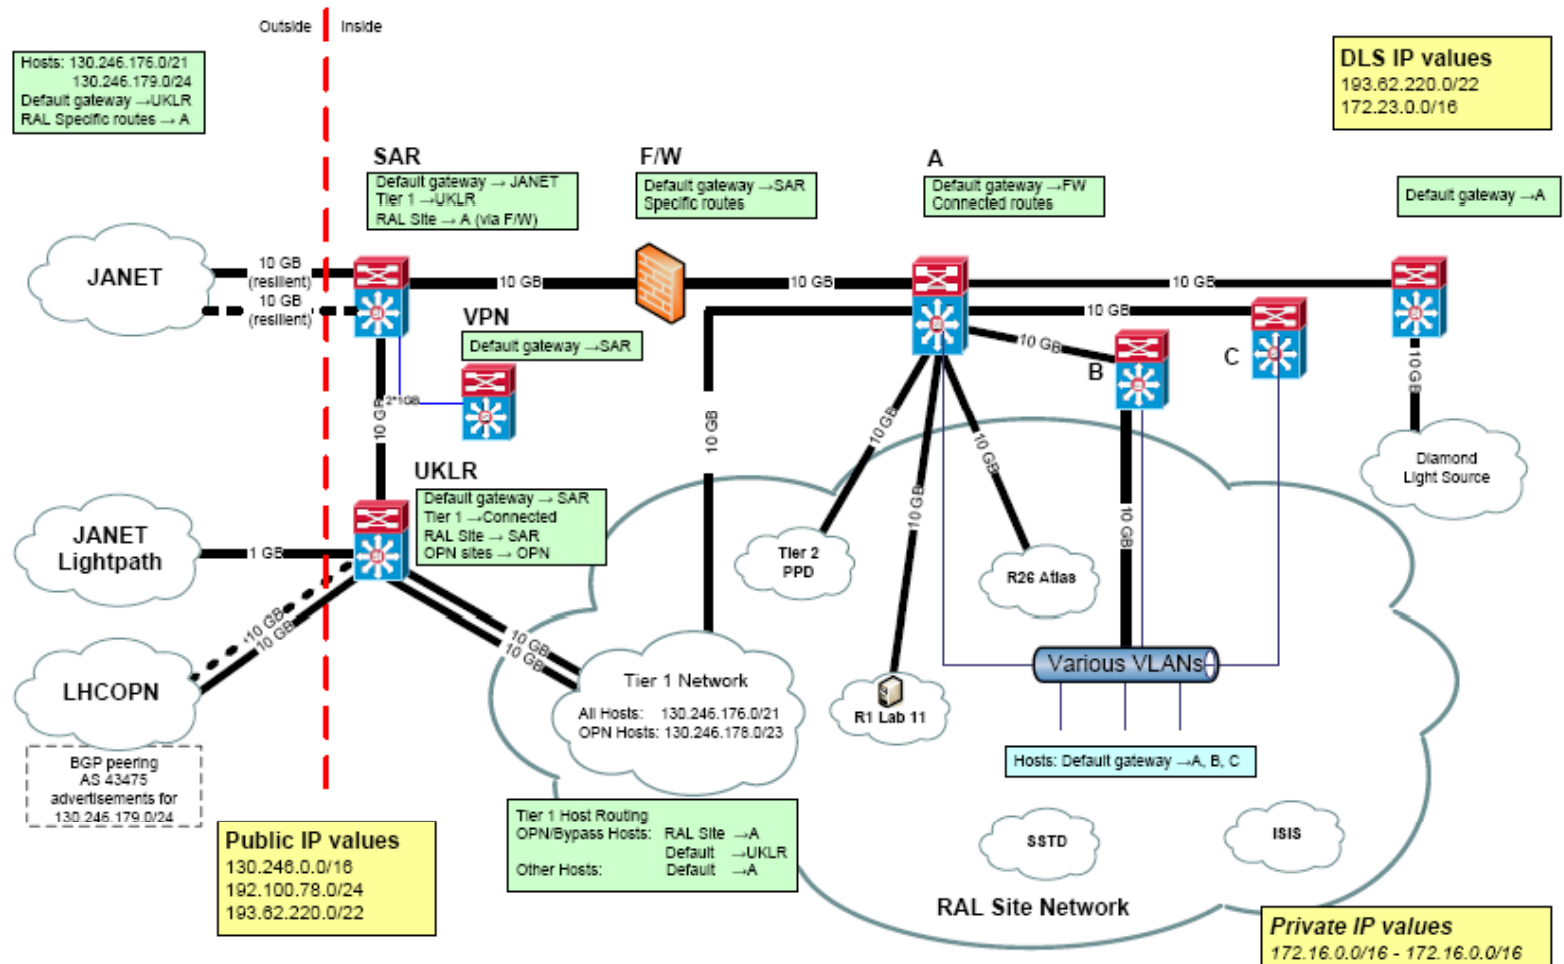 Outside
Inside
Hosts: 130.246.176.0/21
130.246.179.0/24
Default gateway →UKLR
RAL Specific routes → A
DLS IP values
193.62.220.0/22
172.23.0.0/16
SAR
Default gateway → JANET
Tier 1 →UKLR
RAL Site → A (via F/W)
F/W
Default gateway →SAR
Specific routes
A
Default gateway →FW
Connected routes
Default gateway →A
JANET
10 GB
(resilient)
10 GB
(resilient)
10 GB
10 GB
10 GB
10 GB
10 GB
VPN
Default gateway →SAR
2*1GB
10 GB
10 GB
B
C
10 GB
10 GB
10 GB
10 GB
10 GB
Diamond
Light Source
UKLR
Default gateway → SAR
Tier 1 →Connected
RAL Site → SAR
OPN sites → OPN
JANET
Lightpath
1 GB
10 GB
10 GB
10 GB
10 GB
Tier 2
PPD
R26 Atlas
LHCOPN
Tier 1 Network
All Hosts: 130.246.176.0/21
OPN Hosts: 130.246.178.0/23
R1 Lab 11
Various VLANs
Hosts: Default gateway →A, B, C
BGP peering
AS 43475
advertisements for
130.246.179.0/24
Tier 1 Host Routing
OPN/Bypass Hosts: RAL Site →A
Default →UKLR
Other Hosts: Default →A
Public IP values
130.246.0.0/16
192.100.78.0/24
193.62.220.0/22
SSTD
ISIS
RAL Site Network
Private IP values
172.16.0.0/16 - 172.16.0.0/16